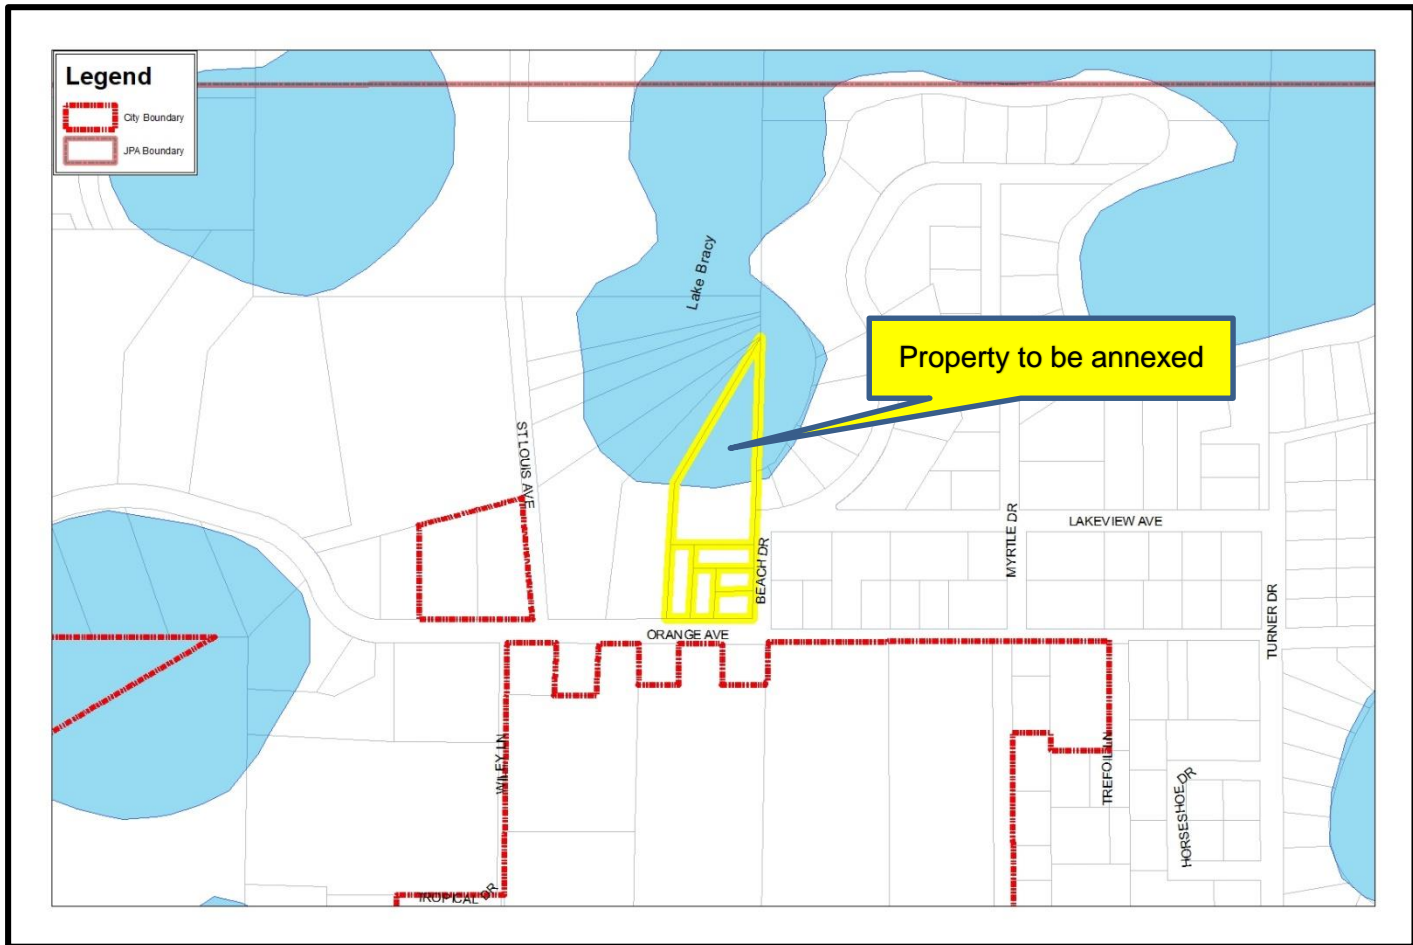 Legend
City Boundary
JPA Boundary
Lake Bracy
Property to be annexed
ST LOUIS AVE
BEACH DR
MYRTLE DR
LAKEVIEW AVE
TURNER DR
ORANGE AVE
WILEY LN
TREFOIL LN
HORSESHOE DR
TROPICAL DR